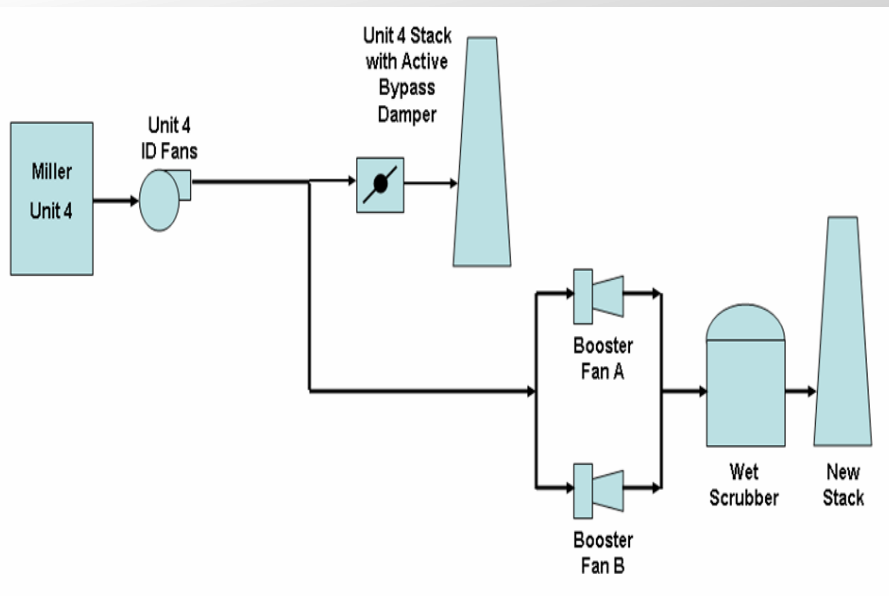 Unit 4 Stack
with Active
Bypass
Damper
Unit 4
ID Fans
Miller
Unit 4
Booster
Fan A
Wet
Scrubber
New
Stack
Booster
Fan B